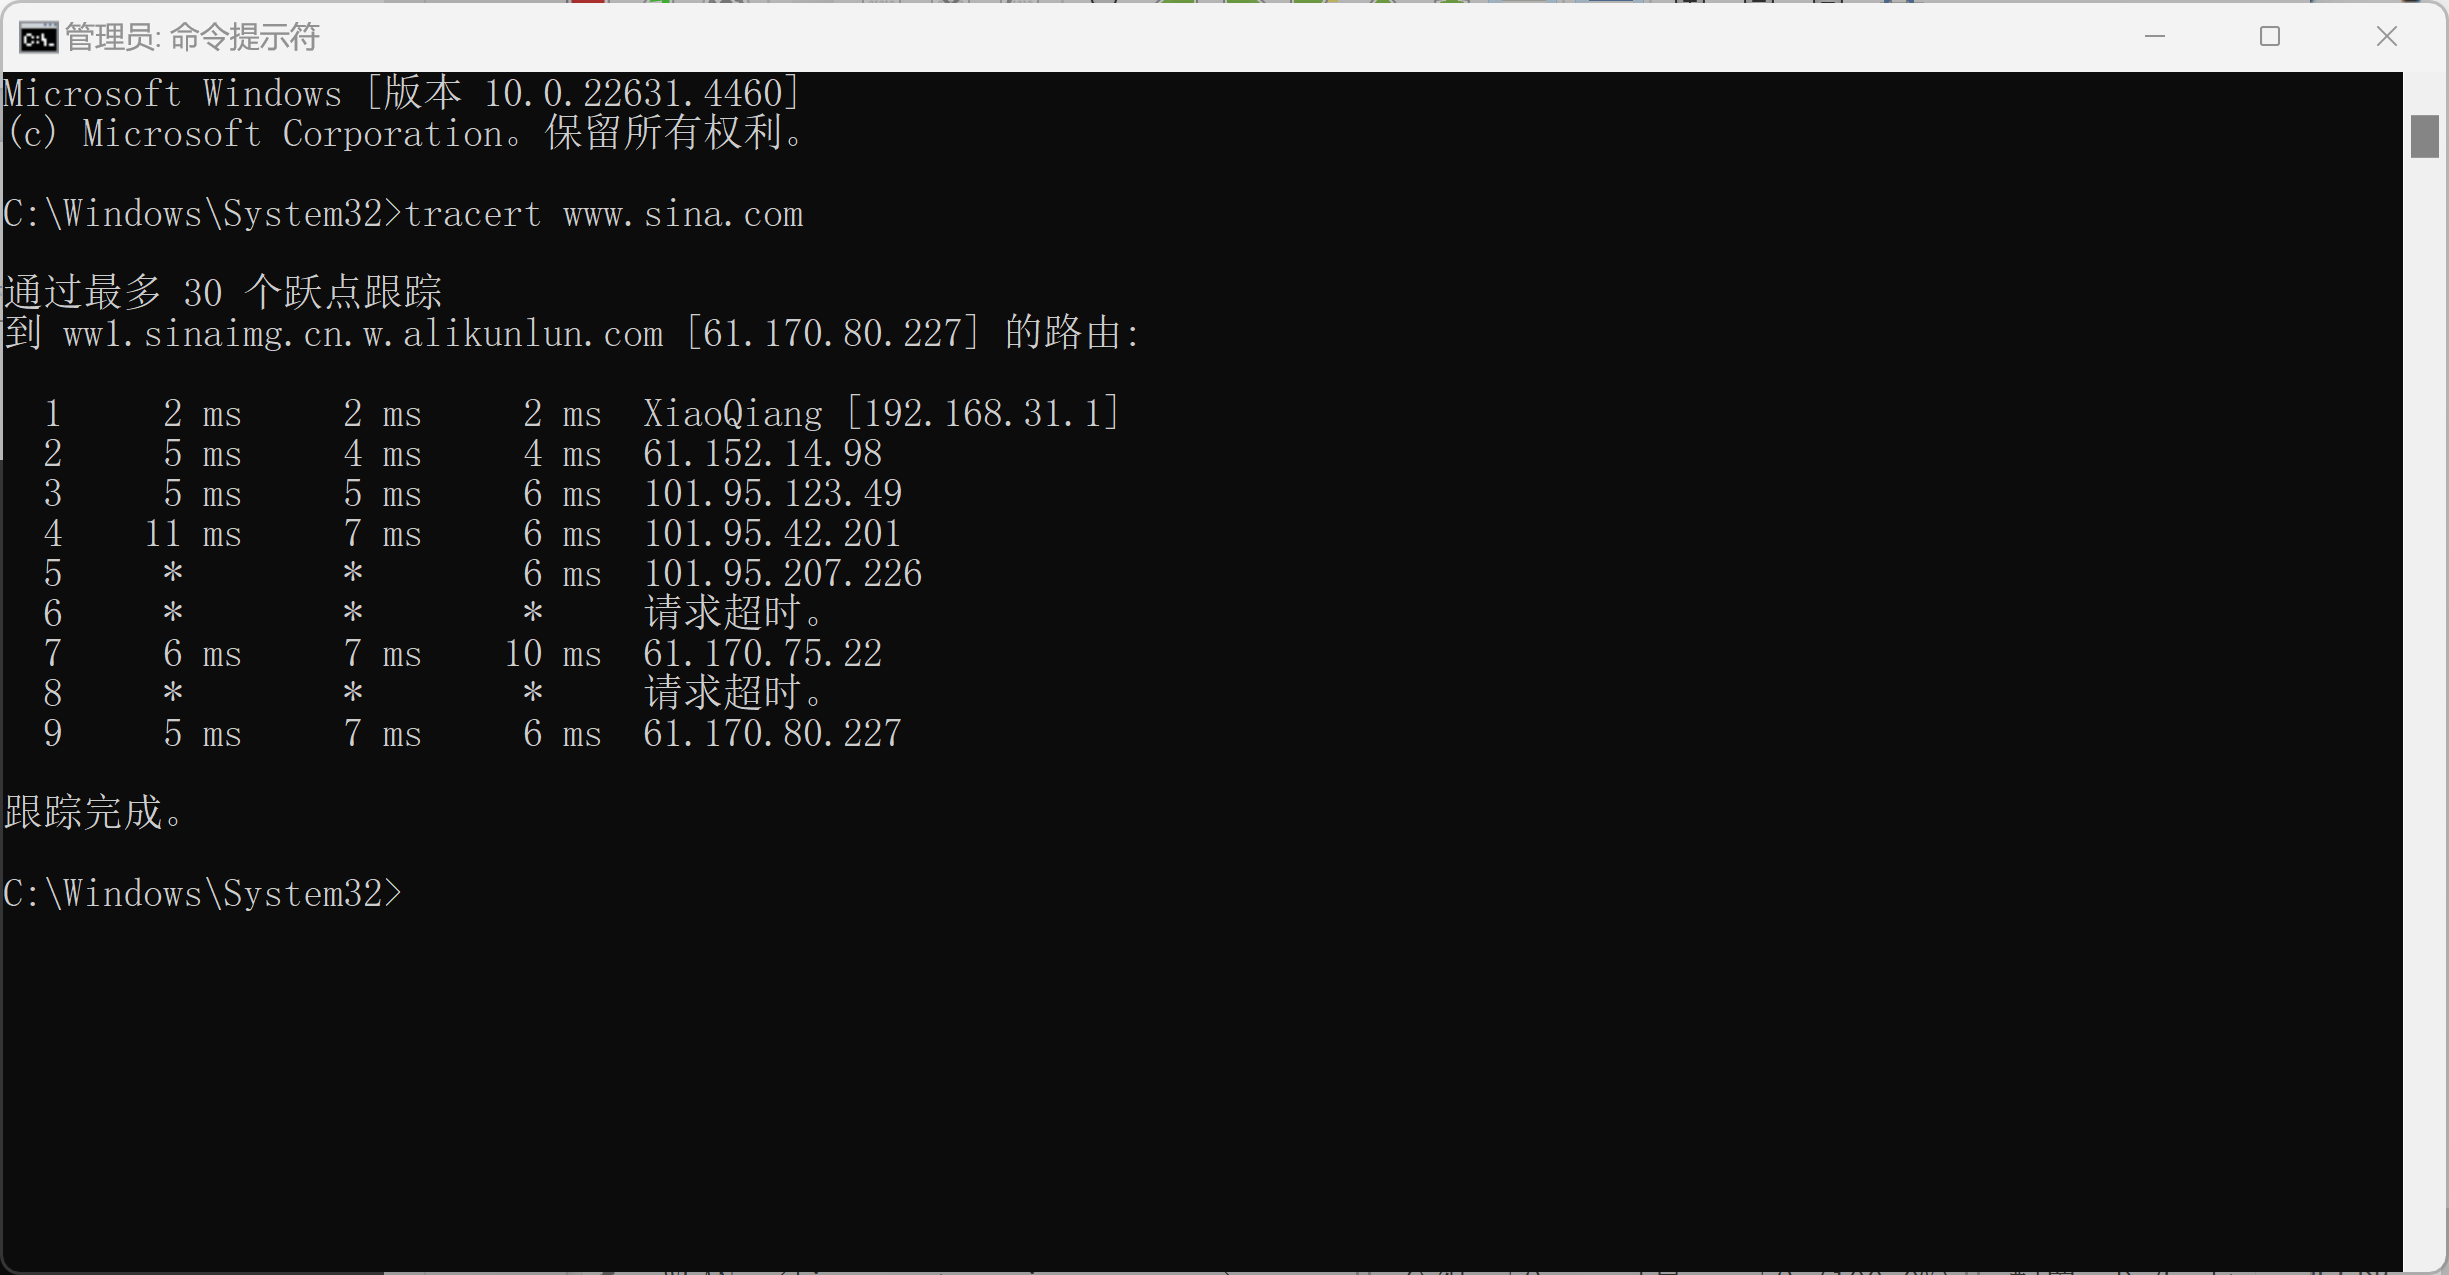 管理员: 命令提示符
Microsoft Windows [版本 10.0.22631.4460]
(c) Microsoft Corporation。保留所有权利。
C:\Windows\System32>tracert www.sina.com
通过最多 30 个跃点跟踪
到 ww1.sinaimg.cn.w.alikunlun.com [61.170.80.227] 的路由:
1 2 ms 2 ms 2 ms XiaoQiang [192.168.31.1]
2 5 ms 4 ms 4 ms 61.152.14.98
3 5 ms 5 ms 6 ms 101.95.123.49
4 11 ms 7 ms 6 ms 101.95.42.201
5 * * 6 ms 101.95.207.226
6 * * * 请求超时。
7 6 ms 7 ms 10 ms 61.170.75.22
8 * * * 请求超时。
9 5 ms 7 ms 6 ms 61.170.80.227
跟踪完成。
C:\Windows\System32>